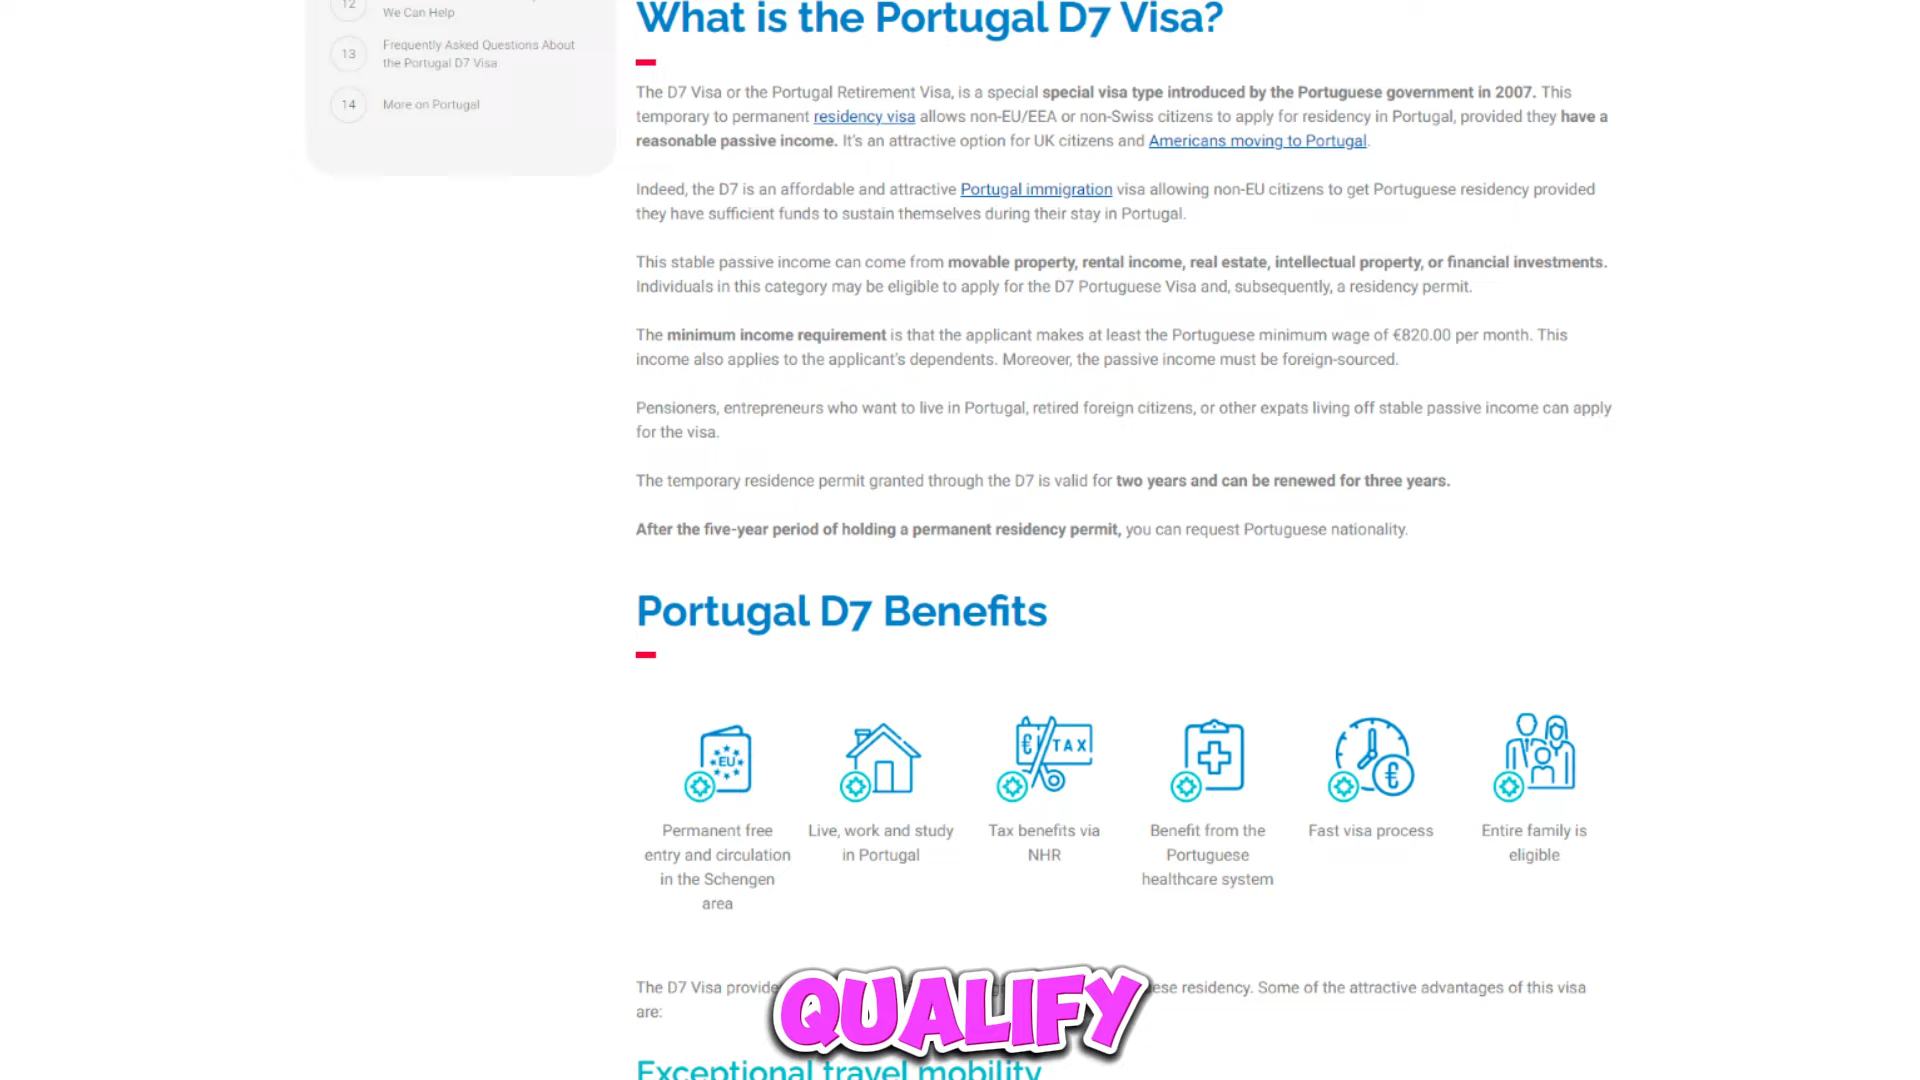 12
We Can Help
13
Frequently Asked Questions About
the Portugal D7 Visa
14
More on Portugal
What is the Portugal D7 Visa?
The D7 Visa or the Portugal Retirement Visa, is a special special visa type introduced by the Portuguese government in 2007. This
temporary to permanent residency visa allows non-EU/EEA or non-Swiss citizens to apply for residency in Portugal, provided they have a
reasonable passive income. It's an attractive option for UK citizens and Americans moving to Portugal.
Indeed, the D7 is an affordable and attractive Portugal immigration visa allowing non-EU citizens to get Portuguese residency provided
they have sufficient funds to sustain themselves during their stay in Portugal.
This stable passive income can come from movable property, rental income, real estate, intellectual property, or financial investments.
Individuals in this category may be eligible to apply for the D7 Portuguese Visa and, subsequently, a residency permit.
The minimum income requirement is that the applicant makes at least the Portuguese minimum wage of €820.00 per month. This
income also applies to the applicant's dependents. Moreover, the passive income must be foreign-sourced.
Pensioners, entrepreneurs who want to live in Portugal, retired foreign citizens, or other expats living off stable passive income can apply
for the visa.
The temporary residence permit granted through the D7 is valid for two years and can be renewed for three years.
After the five-year period of holding a permanent residency permit, you can request Portuguese nationality.
Portugal D7 Benefits
EU
€ TAX
€
Permanent free
entry and circulation
in the Schengen
area
Live, work and study
in Portugal
Tax benefits via
NHR
Benefit from the
Portuguese
healthcare system
Fast visa process
Entire family is
eligible
The D7 Visa provide ese residency. Some of the attractive advantages of this visa
are:
QUALIFY
Exceptional travel mobility